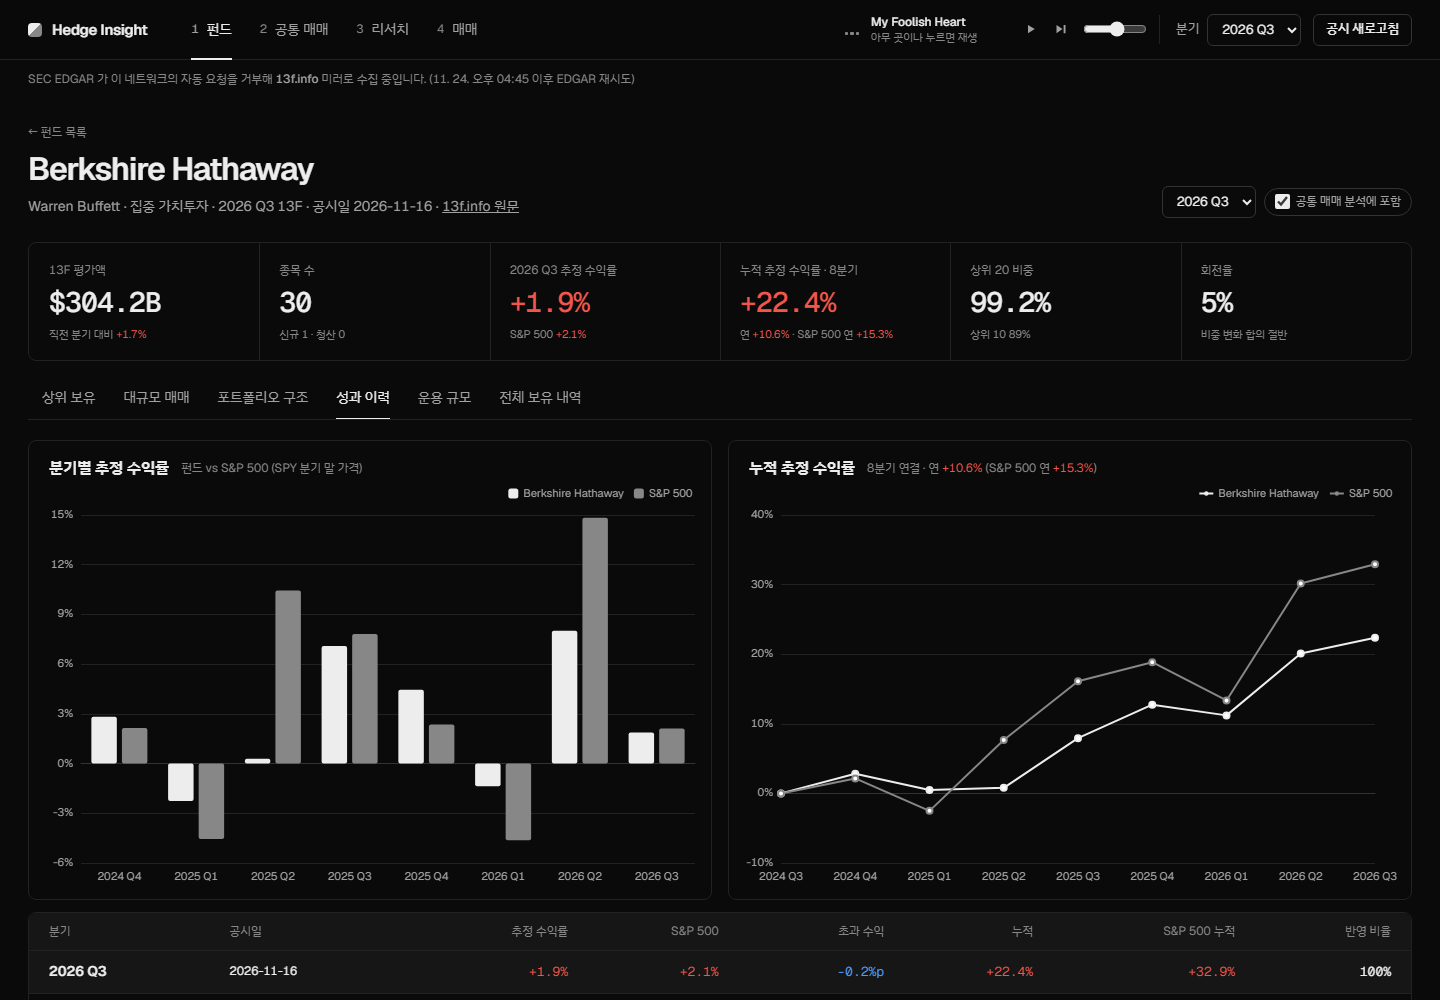 Hedge Insight
1 펀드
2 공통 매매
3 리서치
4 매매
My Foolish Heart
아무 곳이나 누르면 재생
분기
2026 Q3
공시 새로고침
SEC EDGAR 가 이 네트워크의 자동 요청을 거부해 13f.info 미러로 수집 중입니다. (11. 24. 오후 04:45 이후 EDGAR 재시도)
← 펀드 목록
Berkshire Hathaway
Warren Buffett · 집중 가치투자 · 2026 Q3 13F · 공시일 2026-11-16 · 13f.info 원문
2026 Q3
공통 매매 분석에 포함
13F 평가액
$304.2B
직전 분기 대비 +1.7%
종목 수
30
신규 1 · 청산 0
2026 Q3 추정 수익률
+1.9%
S&P 500 +2.1%
누적 추정 수익률 · 8분기
+22.4%
연 +10.6% · S&P 500 연 +15.3%
상위 20 비중
99.2%
상위 10 89%
회전율
5%
비중 변화 합의 절반
상위 보유
대규모 매매
포트폴리오 구조
성과 이력
운용 규모
전체 보유 내역
분기별 추정 수익률 펀드 vs S&P 500 (SPY 분기 말 가격)
Berkshire Hathaway S&P 500
15%
12%
9%
6%
3%
0%
-3%
-6%
2024 Q4 2025 Q1 2025 Q2 2025 Q3 2025 Q4 2026 Q1 2026 Q2 2026 Q3
누적 추정 수익률 8분기 연결 · 연 +10.6% (S&P 500 연 +15.3%)
Berkshire Hathaway S&P 500
40%
30%
20%
10%
0%
-10%
2024 Q3 2024 Q4 2025 Q1 2025 Q2 2025 Q3 2025 Q4 2026 Q1 2026 Q2 2026 Q3
분기 공시일 추정 수익률 S&P 500 초과 수익 누적 S&P 500 누적 반영 비율
2026 Q3 2026-11-16 +1.9% +2.1% -0.2%p +22.4% +32.9% 100%